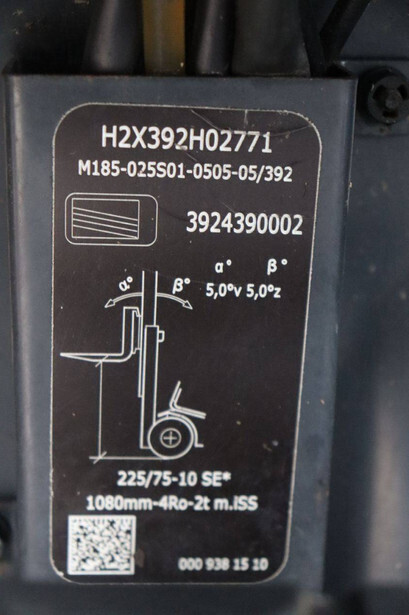 H2X392H02771
M185-025S01-0505-05/392
3924390002
α° β°
α° β°
5,0°v 5,0°z
225/75-10 SE*
1080mm-4Ro-2t m.iSS
000 938 15 10